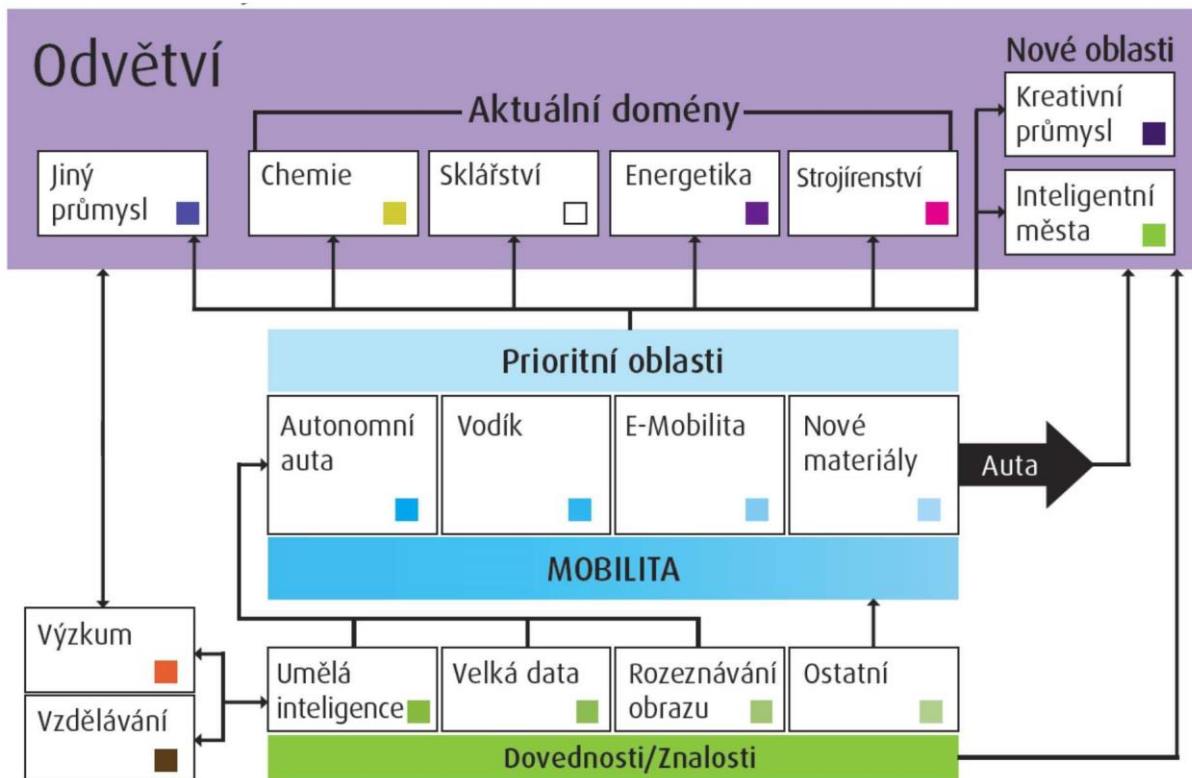 Odvětví
Nové oblasti
Kreativní
průmysl
Aktuální domény
Jiný
průmysl
Chemie
Sklářství
Energetika
Strojírenství
Inteligentní
města
Prioritní oblasti
Autonomní
auta
Vodík
E-Mobilita
Nové
materiály
Auta
MOBILITA
Výzkum
Vzdělávání
Umělá
inteligence
Velká data
Rozeznávání
obrazu
Ostatní
Dovednosti/Znalosti